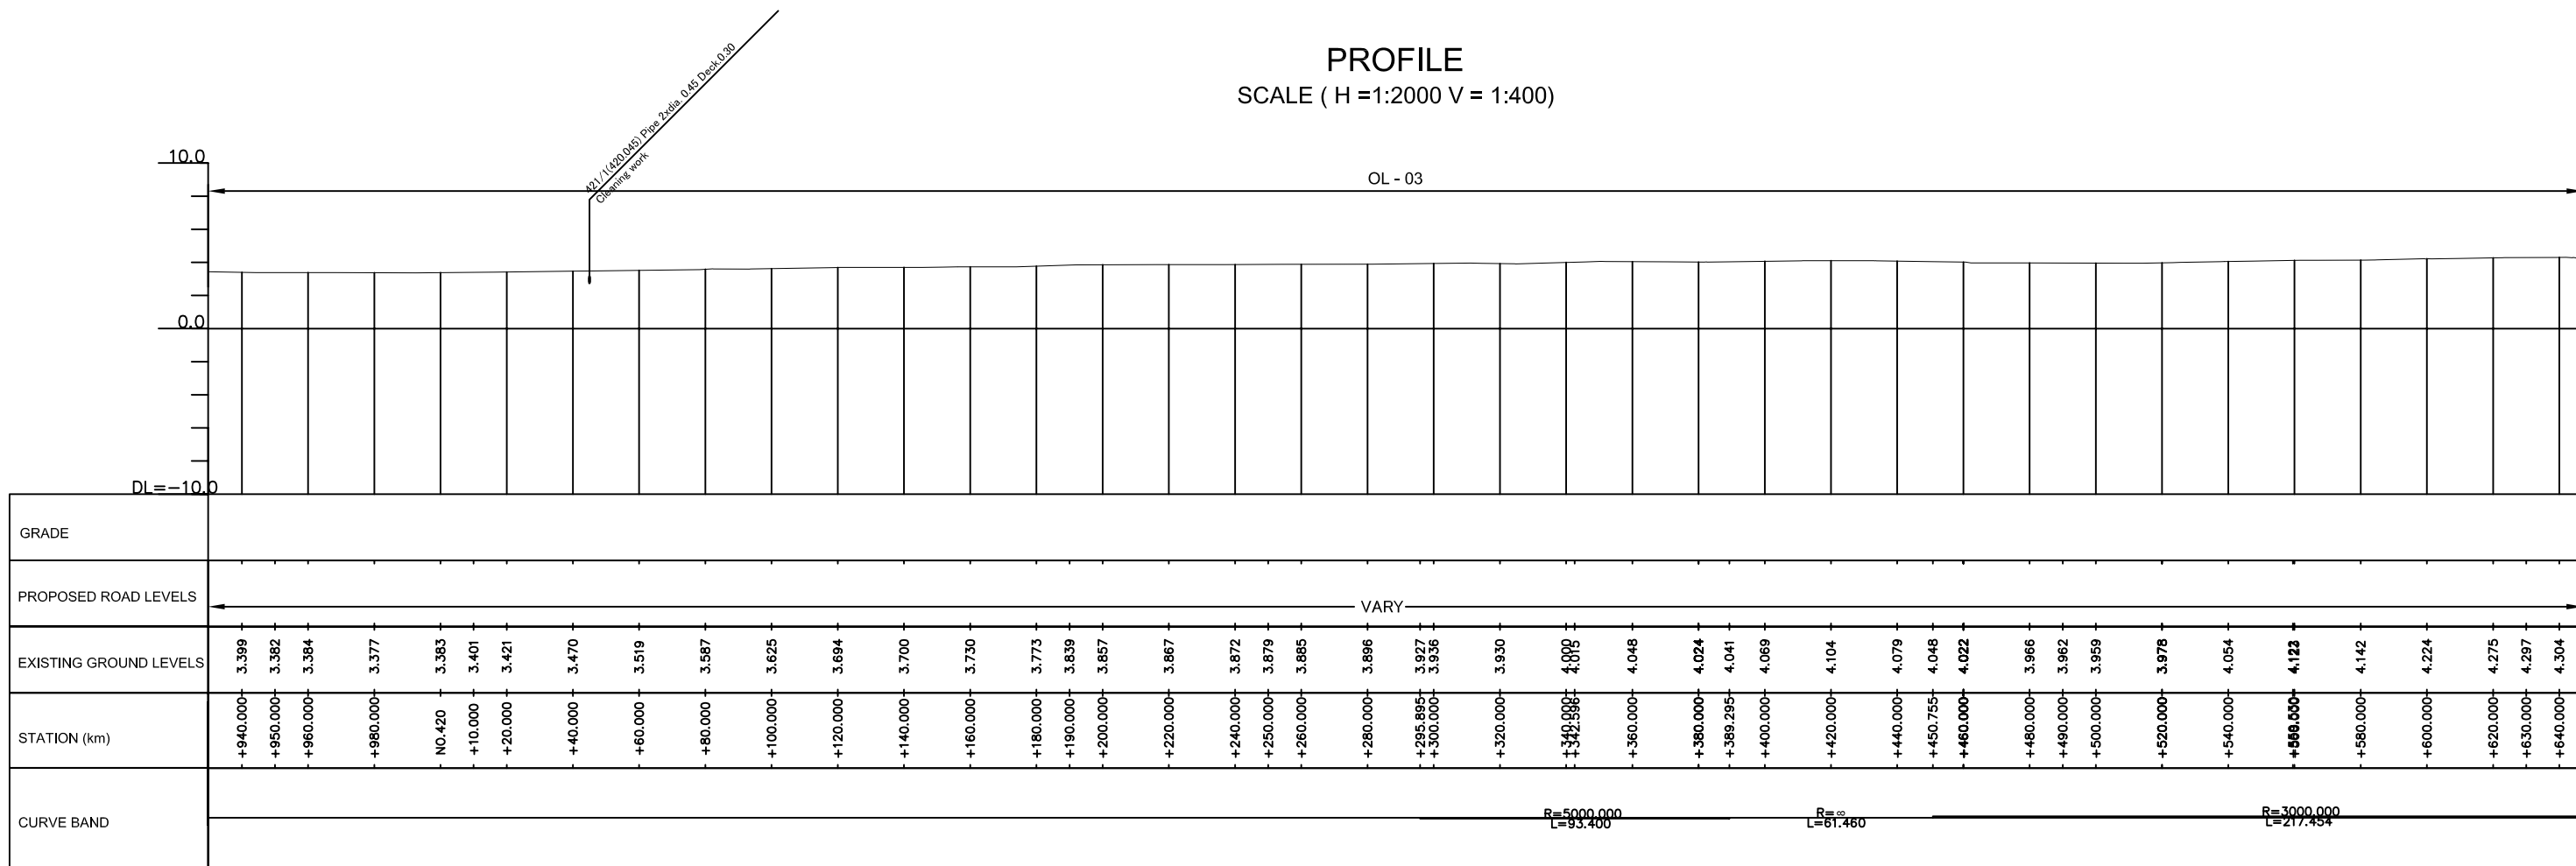 PROFILE
SCALE ( H =1:2000 V = 1:400)
421/1(420.045) Pipe 2xdia. 0.45 Deck.0.30
Cleaning work
10.0
OL - 03
0.0
DL=-10.0
GRADE
PROPOSED ROAD LEVELS
VARY
EXISTING GROUND LEVELS
3.399 3.382 3.384 3.377 3.383 3.401 3.421 3.470 3.519 3.587 3.625 3.694 3.700 3.730 3.773 3.839 3.857 3.867 3.872 3.879 3.885 3.896 3.927 3.936 3.930 4.000 4.015 4.048 4.024 4.041 4.069 4.104 4.079 4.048 4.022 3.966 3.962 3.959 3.978 4.054 4.142 4.224 4.275 4.297 4.304
STATION (km)
+940.000 +950.000 +960.000 +980.000 NO.420 +10.000 +20.000 +40.000 +60.000 +80.000 +100.000 +120.000 +140.000 +160.000 +180.000 +190.000 +200.000 +220.000 +240.000 +250.000 +260.000 +280.000 +295.895 +300.000 +320.000 +340.000 +342.596 +360.000 +380.000 +389.295 +400.000 +420.000 +440.000 +450.755 +460.000 +480.000 +490.000 +500.000 +520.000 +540.000 +580.000 +600.000 +620.000 +630.000 +640.000
CURVE BAND
R=5000.000
L=93.400
R=∞
L=61.460
R=3000.000
L=217.454